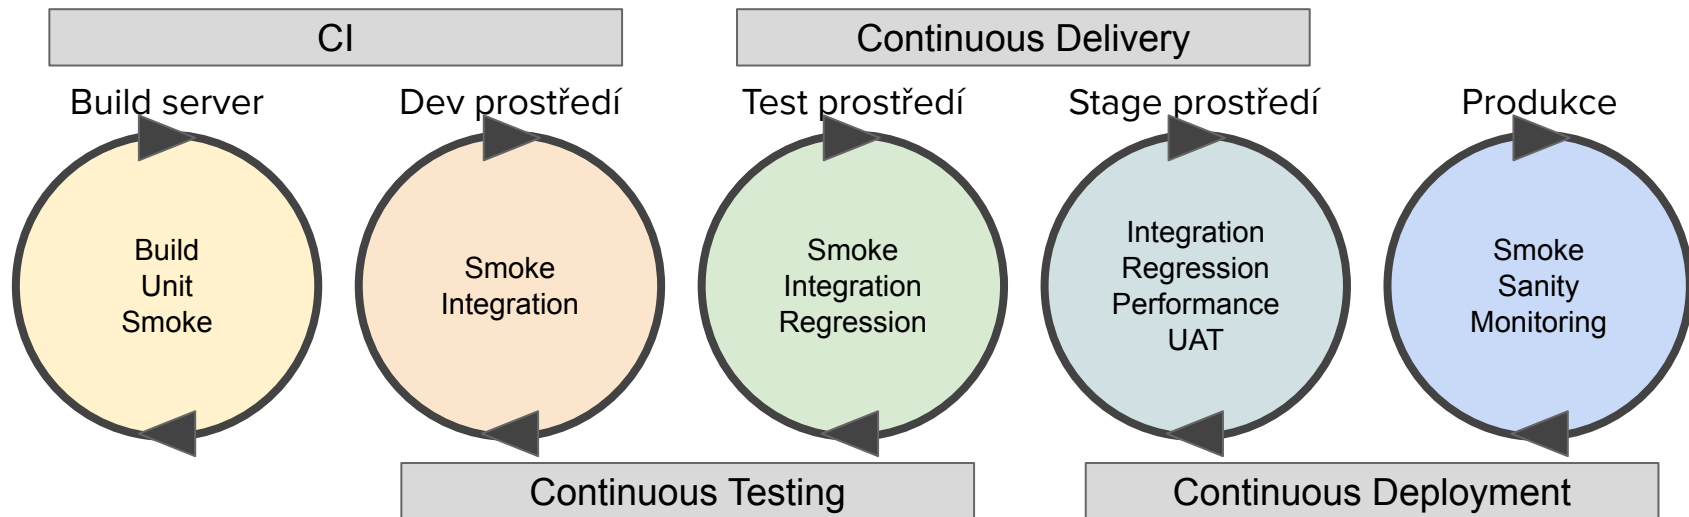 CI
Continuous Delivery
Build server
Dev prostředí
Test prostředí
Stage prostředí
Produkce
Build
Unit
Smoke
Smoke
Integration
Smoke
Integration
Regression
Integration
Regression
Performance
UAT
Smoke
Sanity
Monitoring
Continuous Testing
Continuous Deployment